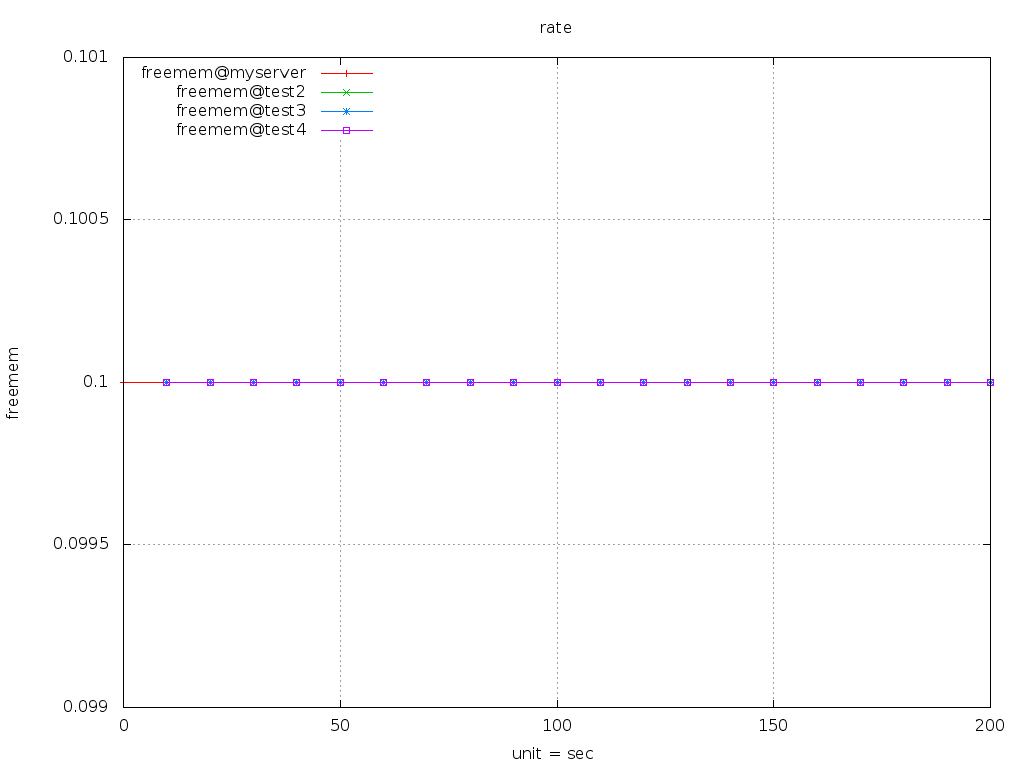 rate
0.101
freemem@myserver
freemem@test2
freemem@test3
freemem@test4
0.1005
0.1
freemem
0.0995
0.099
0 50 100 150 200
unit = sec